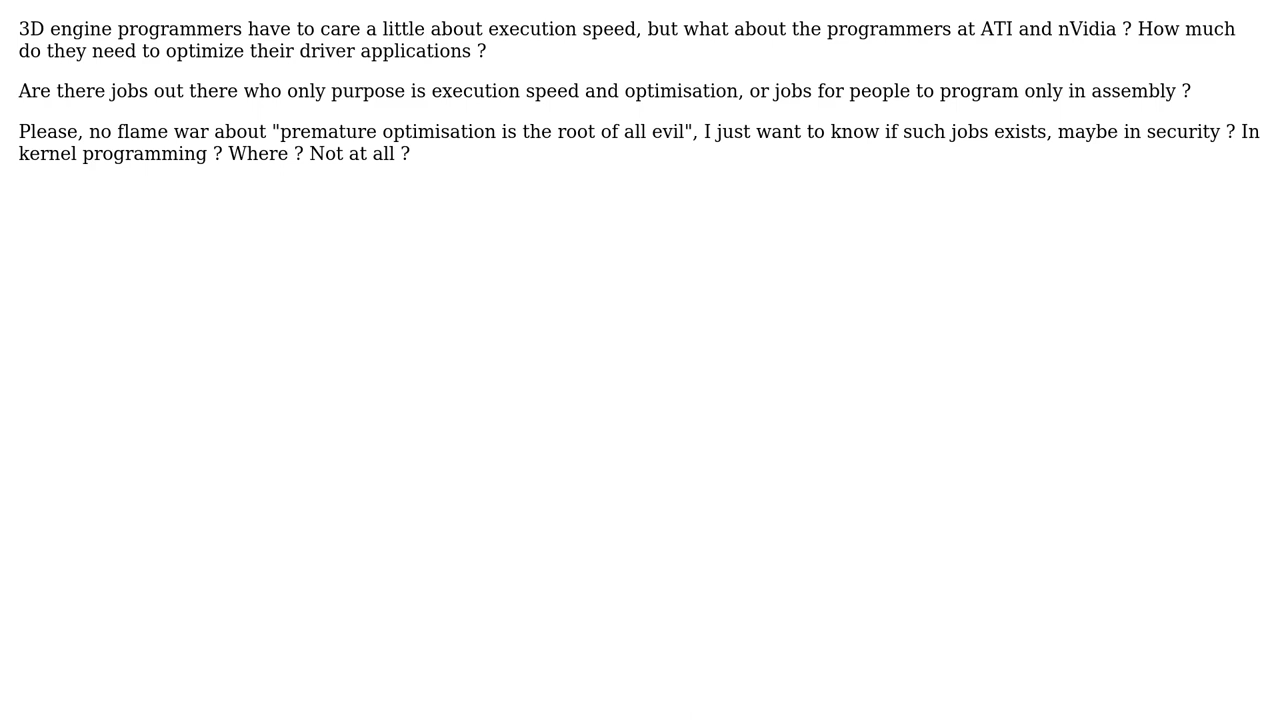 3D engine programmers have to care a little about execution speed, but what about the programmers at ATI and nVidia ? How much
do they need to optimize their driver applications ?
Are there jobs out there who only purpose is execution speed and optimisation, or jobs for people to program only in assembly ?
Please, no flame war about "premature optimisation is the root of all evil", I just want to know if such jobs exists, maybe in security ? In
kernel programming ? Where ? Not at all ?